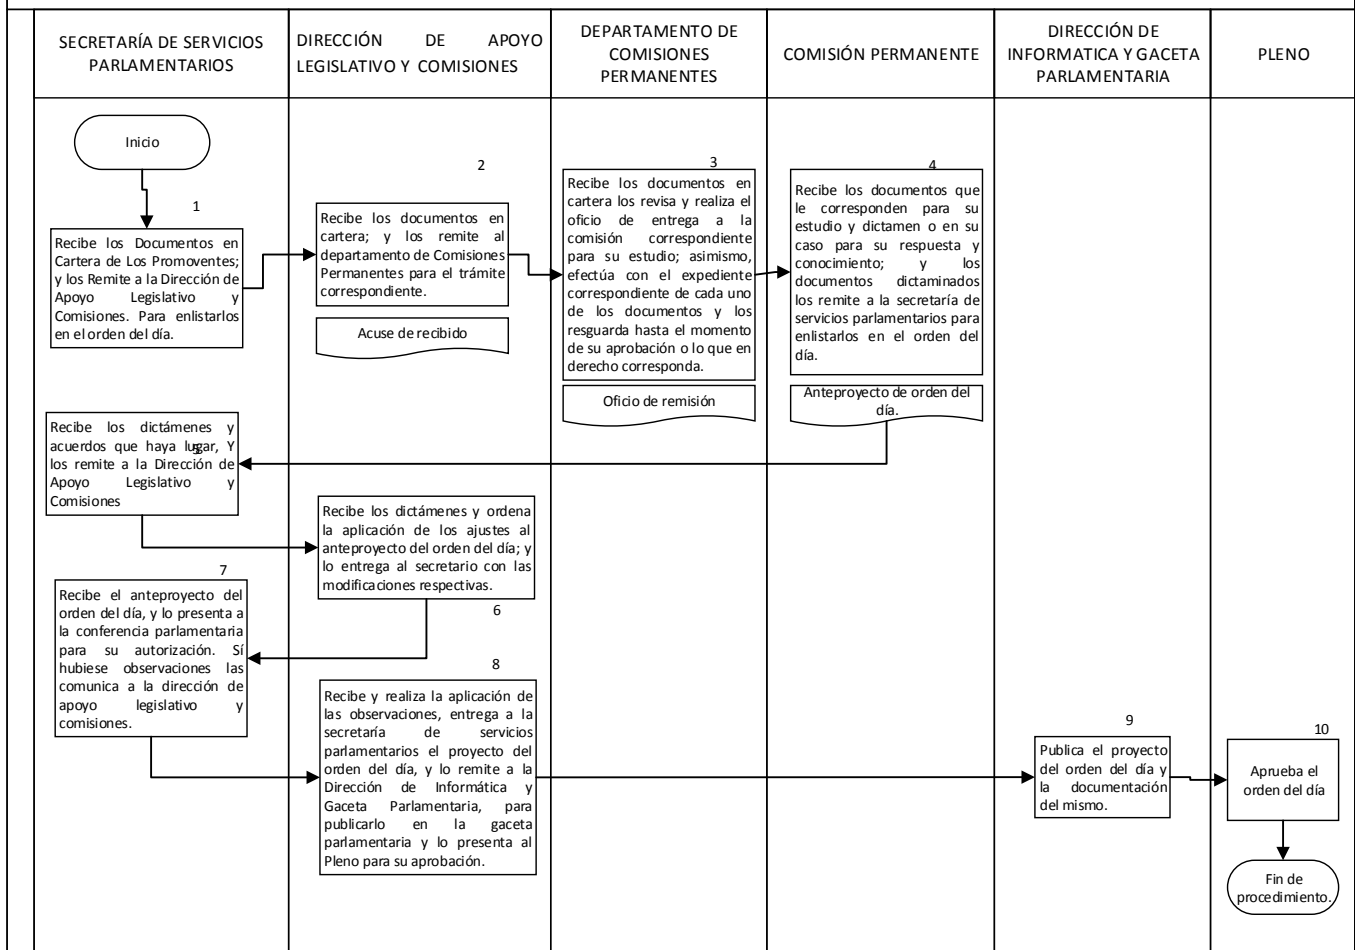 SECRETARÍA DE SERVICIOS
PARLAMENTARIOS
DIRECCIÓN DE APOYO
LEGISLATIVO Y COMISIONES
DEPARTAMENTO DE
COMISIONES
PERMANENTES
COMISIÓN PERMANENTE
DIRECCIÓN DE
INFORMATICA Y GACETA
PARLAMENTARIA
PLENO
Inicio
1
Recibe los Documentos en
Cartera de Los Promoventes;
y los Remite a la Dirección de
Apoyo Legislativo y
Comisiones. Para enlistarlos
en el orden del día.
2
Recibe los documentos en
cartera; y los remite al
departamento de Comisiones
Permanentes para el trámite
correspondiente.
Acuse de recibido
3
Recibe los documentos en
cartera los revisa y realiza el
oficio de entrega a la
comisión correspondiente
para su estudio; asimismo,
efectúa con el expediente
correspondiente de cada uno
de los documentos y los
resguarda hasta el momento
de su aprobación o lo que en
derecho corresponda.
Oficio de remisión
4
Recibe los documentos que
le corresponden para su
estudio y dictamen o en su
caso para su respuesta y
conocimiento; y los
documentos dictaminados
los remite a la secretaría de
servicios parlamentarios para
enlistarlos en el orden del
día.
Anteproyecto de orden del
día.
5
Recibe los dictámenes y
acuerdos que haya lugar, Y
los remite a la Dirección de
Apoyo Legislativo y
Comisiones
Recibe los dictámenes y ordena
la aplicación de los ajustes al
anteproyecto del orden del día; y
lo entrega al secretario con las
modificaciones respectivas.
6
7
Recibe el anteproyecto del
orden del día, y lo presenta a
la conferencia parlamentaria
para su autorización. Sí
hubiese observaciones las
comunica a la dirección de
apoyo legislativo y
comisiones.
8
Recibe y realiza la aplicación de
las observaciones, entrega a la
secretaría de servicios
parlamentarios el proyecto del
orden del día, y lo remite a la
Dirección de Informática y
Gaceta Parlamentaria, para
publicarlo en la gaceta
parlamentaria y lo presenta al
Pleno para su aprobación.
9
Publica el proyecto
del orden del día y
la documentación
del mismo.
10
Aprueba el
orden del día
Fin de
procedimiento.